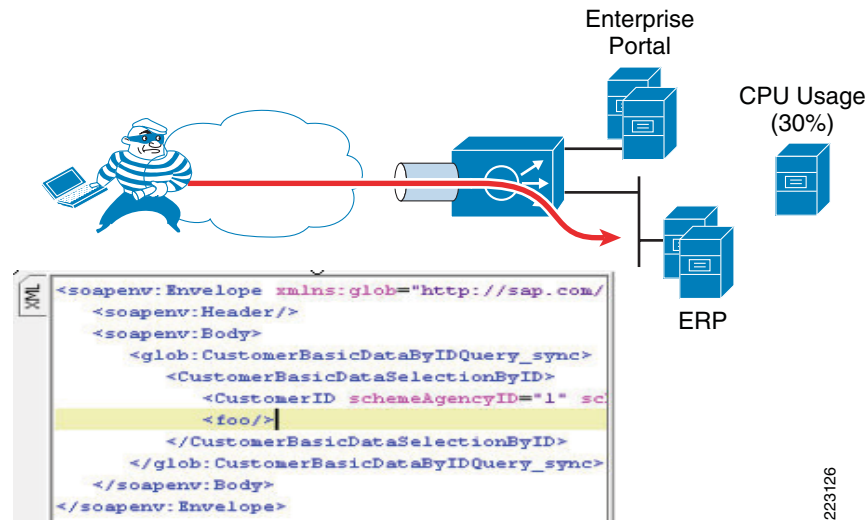 Enterprise
Portal
CPU Usage
(30%)
ERP
XML
<soapenv:Envelope xmlns:glob="http://sap.com/
<soapenv:Header/>
<soapenv:Body>
<glob:CustomerBasicDataByIDQuery_sync>
<CustomerBasicDataSelectionByID>
<CustomerID schemeAgencyID="1"
<foo/>
</CustomerBasicDataSelectionByID>
</glob:CustomerBasicDataByIDQuery_sync>
</soapenv:Body>
</soapenv:Envelope>
223126